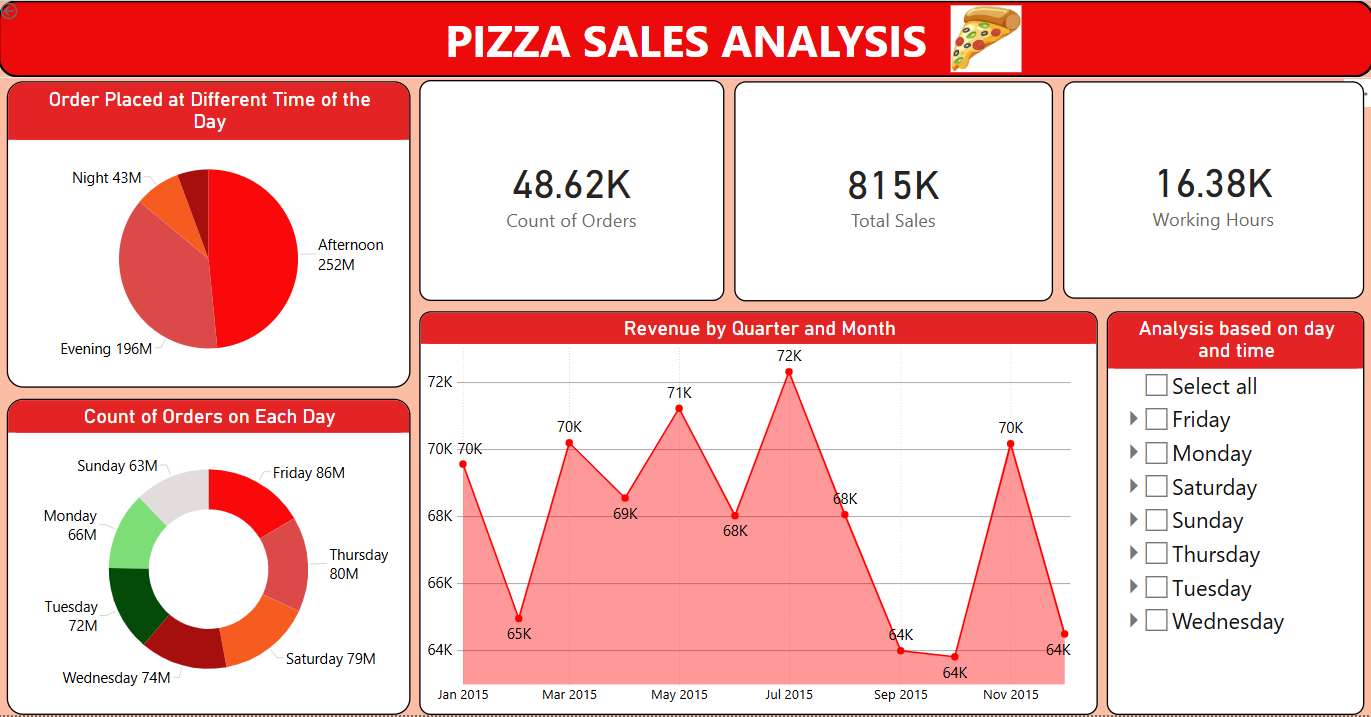 PIZZA SALES ANALYSIS
Order Placed at Different Time of the
Day
Night 43M
Afternoon
252M
Evening 196M
48.62K
Count of Orders
815K
Total Sales
16.38K
Working Hours
Count of Orders on Each Day
Sunday 63M
Friday 86M
Monday
66M
Thursday
80M
Tuesday
72M
Saturday 79M
Wednesday 74M
Revenue by Quarter and Month
72K
70K
68K
66K
64K
70K
65K
70K
69K
71K
68K
72K
68K
64K
64K
70K
64K
Jan 2015
Mar 2015
May 2015
Jul 2015
Sep 2015
Nov 2015
Analysis based on day
and time
Select all
Friday
Monday
Saturday
Sunday
Thursday
Tuesday
Wednesday